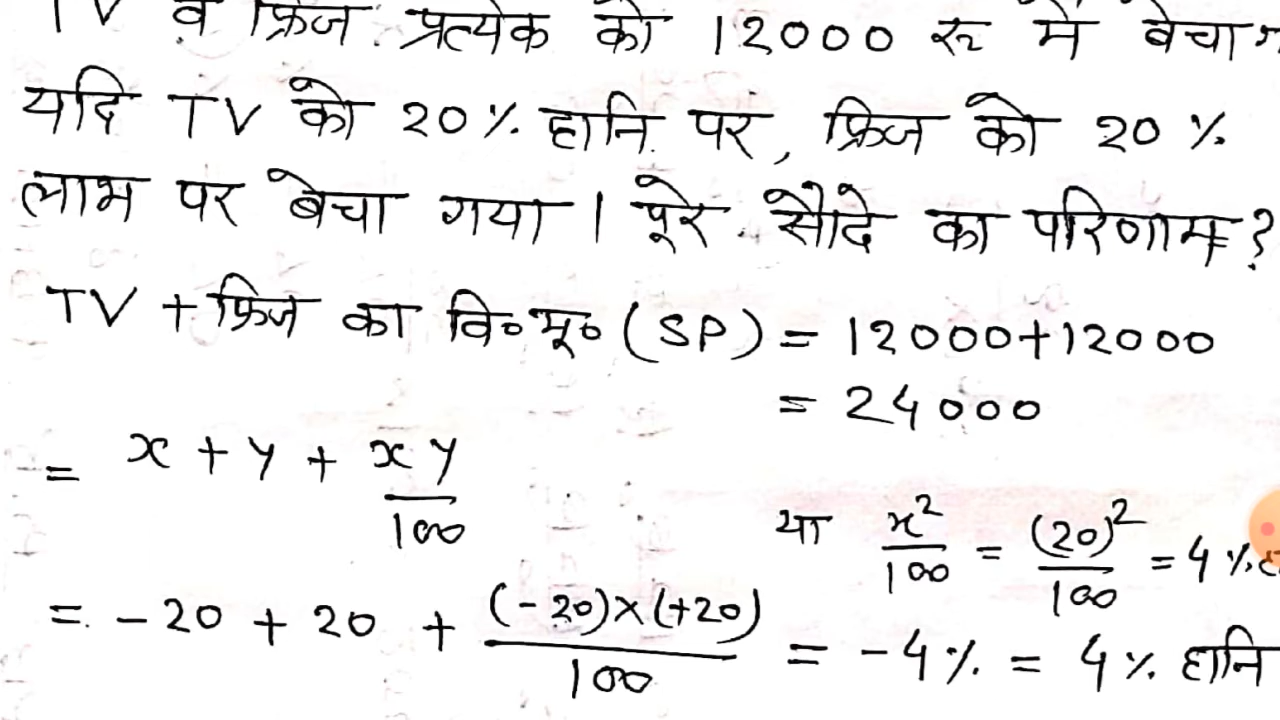 TV व फ्रिज प्रत्येक को 12000 रु में बेचा
यदि TV को 20%. हानि. पर, फ्रिज को 20 %.
लाभ पर बेचा गया । पूरे सौदे का परिणाम?
TV + फ्रिज का वि०मू० (SP) = 12000+12000
= 24000
= x + y + xy/100
या x²/100 = (20)²/100 = 4 %.
= -20 + 20 + (-20)×(+20)/100 = -4 %. = 4 %. हानि